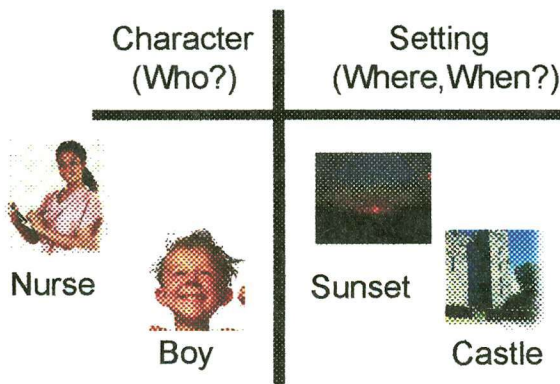 Character
(Who?)
Setting
(Where, When?)
Nurse
Boy
Sunset
Castle